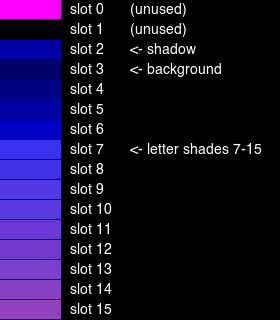 slot 0 (unused)
slot 1 (unused)
slot 2 <- shadow
slot 3 <- background
slot 4
slot 5
slot 6
slot 7 <- letter shades 7-15
slot 8
slot 9
slot 10
slot 11
slot 12
slot 13
slot 14
slot 15